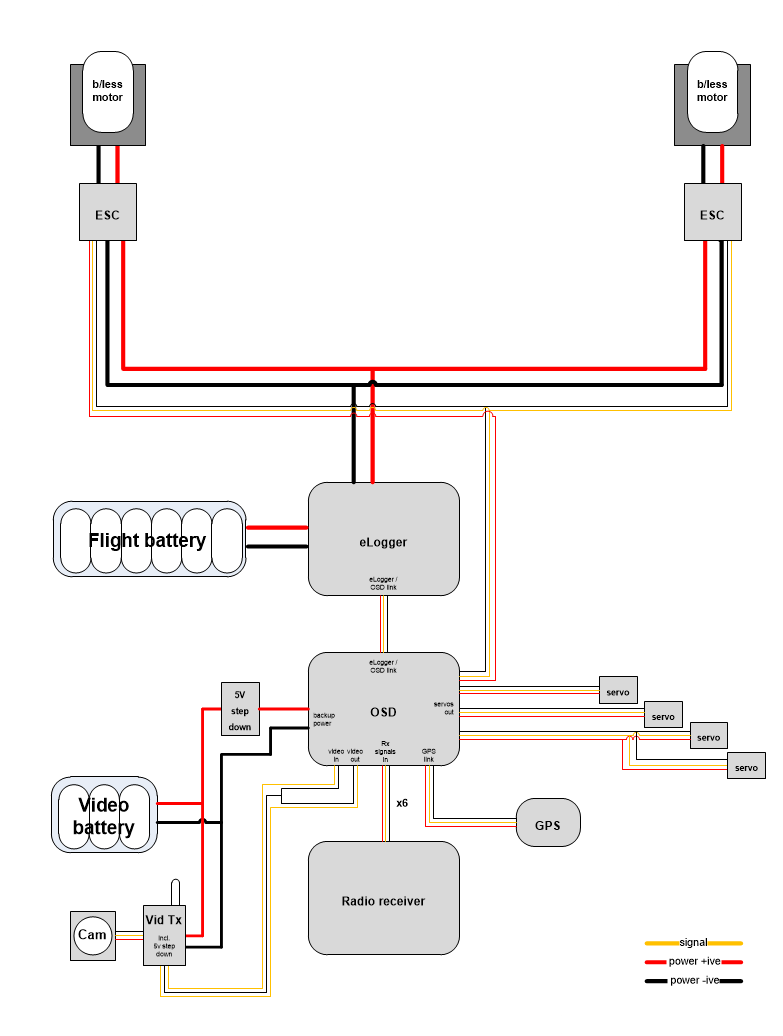 b/less
motor
b/less
motor
ESC
ESC
Flight battery
eLogger
eLogger /
OSD link
eLogger /
OSD link
5V
step
down
backup
power
OSD
servos
out
video
in
video
out
Rx
signals
in
GPS
link
servo
servo
servo
servo
x6
Video
battery
GPS
Radio receiver
Cam
Vid Tx
incl.
5v step
down
signal
power +ive
power -ive